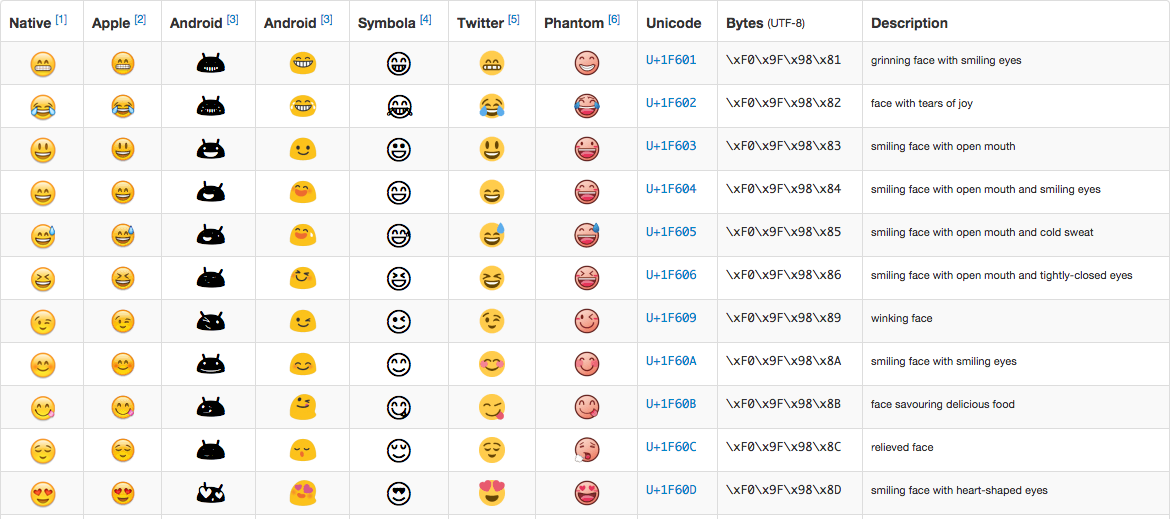 Native [1] Apple [2] Android [3] Android [3] Symbola [4] Twitter [5] Phantom [6] Unicode Bytes (UTF-8) Description
U+1F601 \xF0\x9F\x98\x81 grinning face with smiling eyes
U+1F602 \xF0\x9F\x98\x82 face with tears of joy
U+1F603 \xF0\x9F\x98\x83 smiling face with open mouth
U+1F604 \xF0\x9F\x98\x84 smiling face with open mouth and smiling eyes
U+1F605 \xF0\x9F\x98\x85 smiling face with open mouth and cold sweat
U+1F606 \xF0\x9F\x98\x86 smiling face with open mouth and tightly-closed eyes
U+1F609 \xF0\x9F\x98\x89 winking face
U+1F60A \xF0\x9F\x98\x8A smiling face with smiling eyes
U+1F60B \xF0\x9F\x98\x8B face savouring delicious food
U+1F60C \xF0\x9F\x98\x8C relieved face
U+1F60D \xF0\x9F\x98\x8D smiling face with heart-shaped eyes